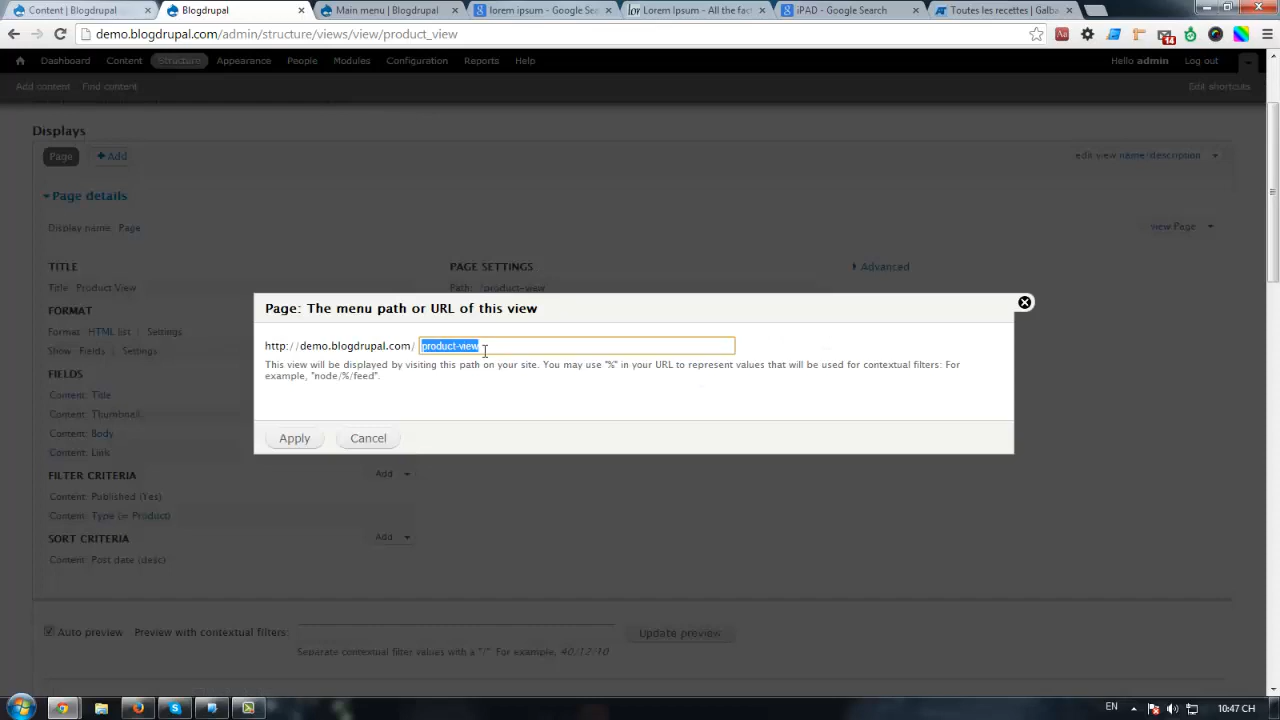 Content | Blogdrupal
Blogdrupal
Main menu | Blogdrupal
lorem ipsum - Google Sea
Lorem Ipsum - All the fact
iPAD - Google Search
Toutes les recettes | Galba
demo.blogdrupal.com/admin/structure/views/view/product_view
14
Dashboard Content Structure Appearance People Modules Configuration Reports Help
Hello admin Log out
Add content Find content
Edit shortcuts
Displays
Page + Add
edit view name/description
Page details
Display name: Page
view Page
TITLE
PAGE SETTINGS
Advanced
Title: Product View
Path: /product-view
FORMAT
Format: HTML list | Settings
Show: Fields | Settings
FIELDS
Content: Title
Content: Thumbnail
Content: Body
Content: Link
Page: The menu path or URL of this view
http://demo.blogdrupal.com/ product-view
This view will be displayed by visiting this path on your site. You may use "%" in your URL to represent values that will be used for contextual filters: For
example, "node/%/feed".
Apply Cancel
FILTER CRITERIA
Add
Content: Published (Yes)
Content: Type (= Product)
SORT CRITERIA
Add
Content: Post date (desc)
Auto preview Preview with contextual filters:
Update preview
Separate contextual filter values with a "/". For example, 40/12/10
EN
10:47 CH